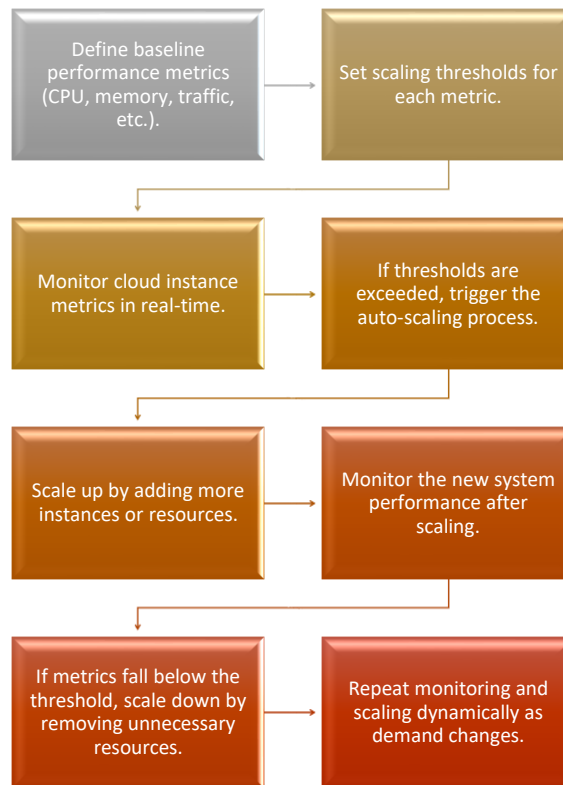 Define baseline
performance metrics
(CPU, memory, traffic,
etc.).
Set scaling thresholds for
each metric.
Monitor cloud instance
metrics in real-time.
If thresholds are
exceeded, trigger the
auto-scaling process.
Scale up by adding more
instances or resources.
Monitor the new system
performance after
scaling.
If metrics fall below the
threshold, scale down by
removing unnecessary
resources.
Repeat monitoring and
scaling dynamically as
demand changes.